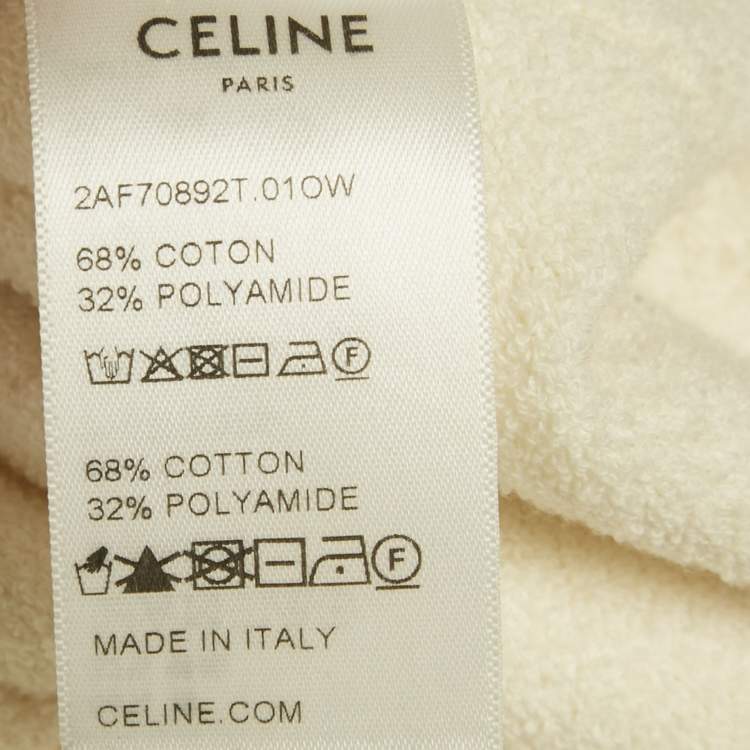 CELINE
PARIS
2AF70892T.01OW
68% COTON
32% POLYAMIDE
F
68% COTTON
32% POLYAMIDE
F
MADE IN ITALY
CELINE.COM